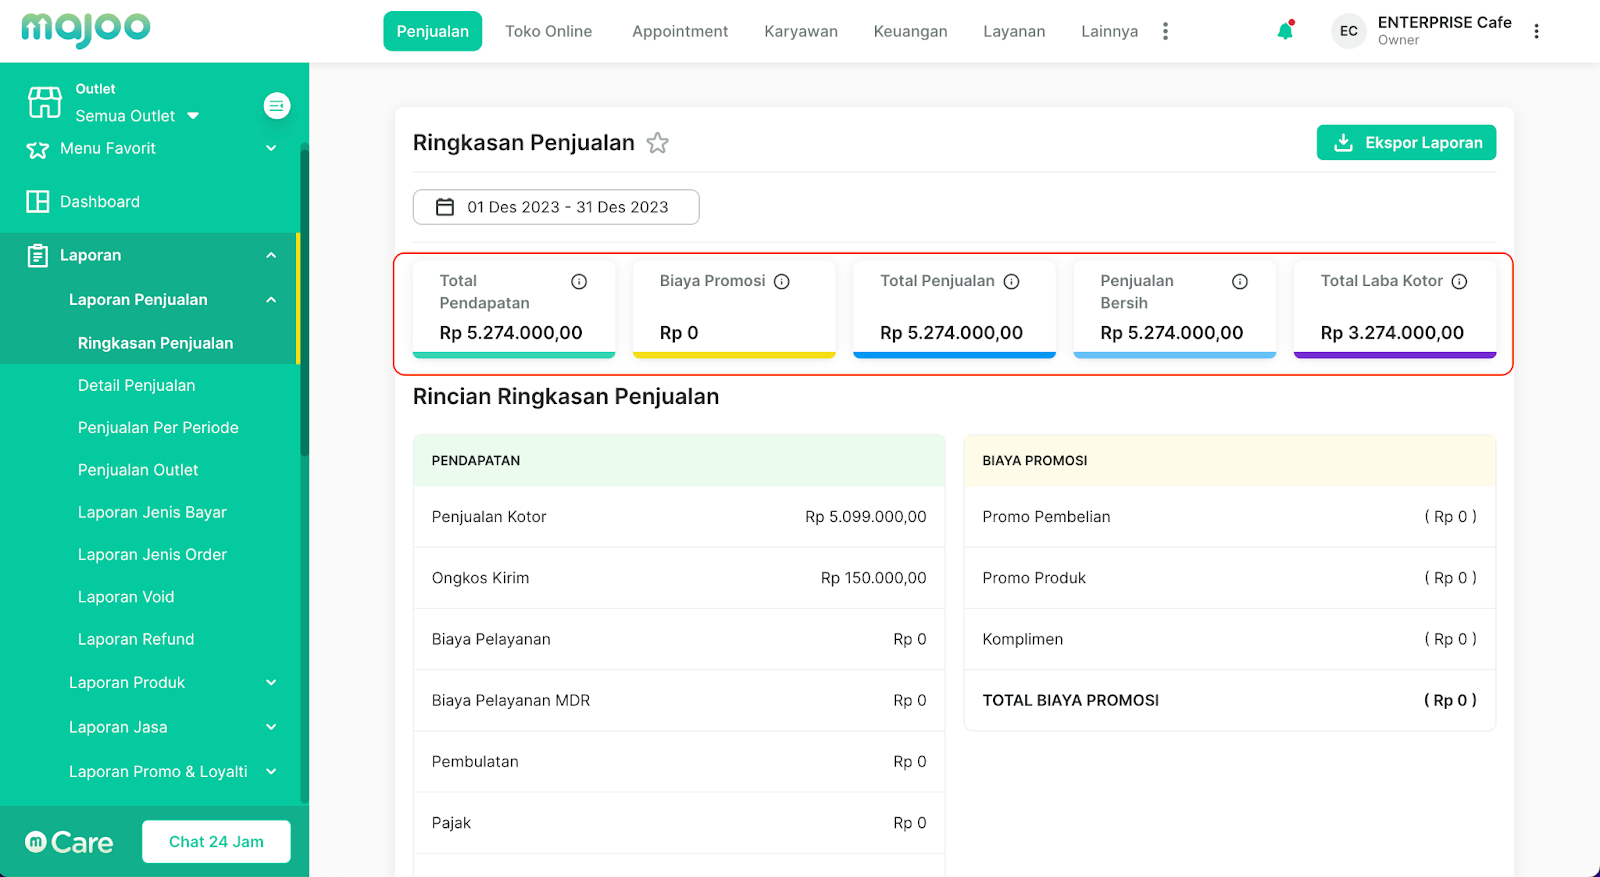 majoo
Penjualan
Toko Online
Appointment
Karyawan
Keuangan
Layanan
Lainnya
EC
ENTERPRISE Cafe
Owner
Outlet
Semua Outlet
Menu Favorit
Dashboard
Laporan
Laporan Penjualan
Ringkasan Penjualan
Detail Penjualan
Penjualan Per Periode
Penjualan Outlet
Laporan Jenis Bayar
Laporan Jenis Order
Laporan Void
Laporan Refund
Laporan Produk
Laporan Jasa
Laporan Promo & Loyalti
m Care
Chat 24 Jam
Ringkasan Penjualan
Ekspor Laporan
01 Des 2023 - 31 Des 2023
Total
Pendapatan
Rp 5.274.000,00
Biaya Promosi
Rp 0
Total Penjualan
Rp 5.274.000,00
Penjualan
Bersih
Rp 5.274.000,00
Total Laba Kotor
Rp 3.274.000,00
Rincian Ringkasan Penjualan
PENDAPATAN
Penjualan Kotor Rp 5.099.000,00
Ongkos Kirim Rp 150.000,00
Biaya Pelayanan Rp 0
Biaya Pelayanan MDR Rp 0
Pembulatan Rp 0
Pajak Rp 0
BIAYA PROMOSI
Promo Pembelian ( Rp 0 )
Promo Produk ( Rp 0 )
Komplimen ( Rp 0 )
TOTAL BIAYA PROMOSI ( Rp 0 )